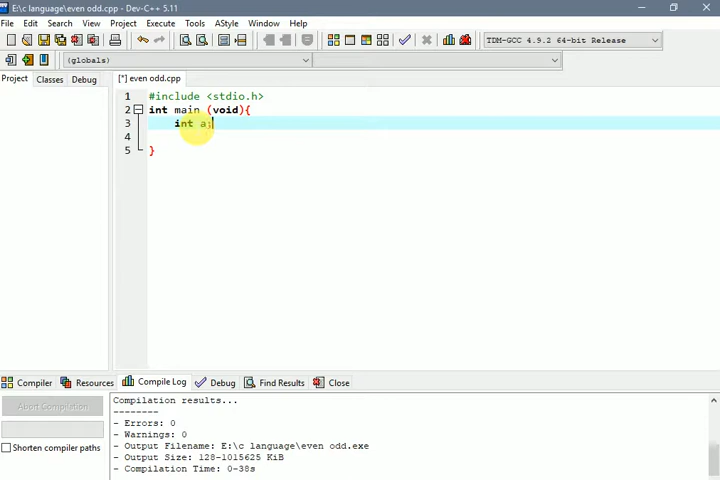 E:\c language\even odd.cpp - Dev-C++ 5.11
File Edit Search View Project Execute Tools AStyle Window Help
TDM-GCC 4.9.2 64-bit Release
(globals)
Project Classes Debug
[*] even odd.cpp
1 #include <stdio.h>
2 int main (void){
3 int a;
4
5 }
Compiler Resources Compile Log Debug Find Results Close
Abort Compilation
Shorten compiler paths
Compilation results...
--------
- Errors: 0
- Warnings: 0
- Output Filename: E:\c language\even odd.exe
- Output Size: 128-1015625 KiB
- Compilation Time: 0-38s